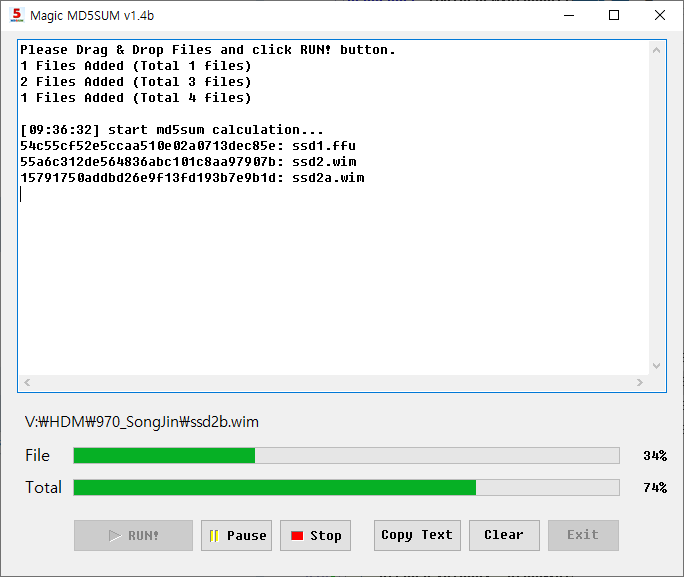 5 Magic MD5SUM v1.4b
Please Drag & Drop Files and click RUN! button.
1 Files Added (Total 1 files)
2 Files Added (Total 3 files)
1 Files Added (Total 4 files)
[09:36:32] start md5sum calculation...
54c55cf52e5ccaa510e02a0713dec85e: ssd1.ffu
55a6c312de564836abc101c8aa97907b: ssd2.wim
15791750addbd26e9f13fd193b7e9b1d: ssd2a.wim
V:₩HDM₩970_SongJin₩ssd2b.wim
File 34%
Total 74%
RUN! Pause Stop Copy Text Clear Exit